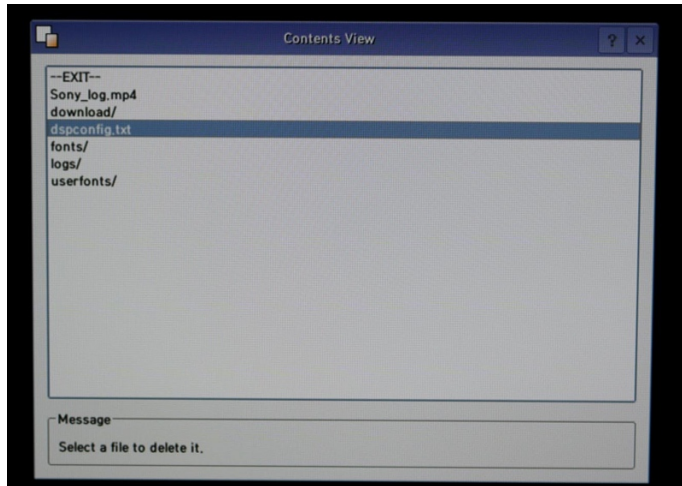 Contents View
? ×
--EXIT--
Sony_log.mp4
download/
dspconfig.txt
fonts/
logs/
userfonts/
Message
Select a file to delete it.